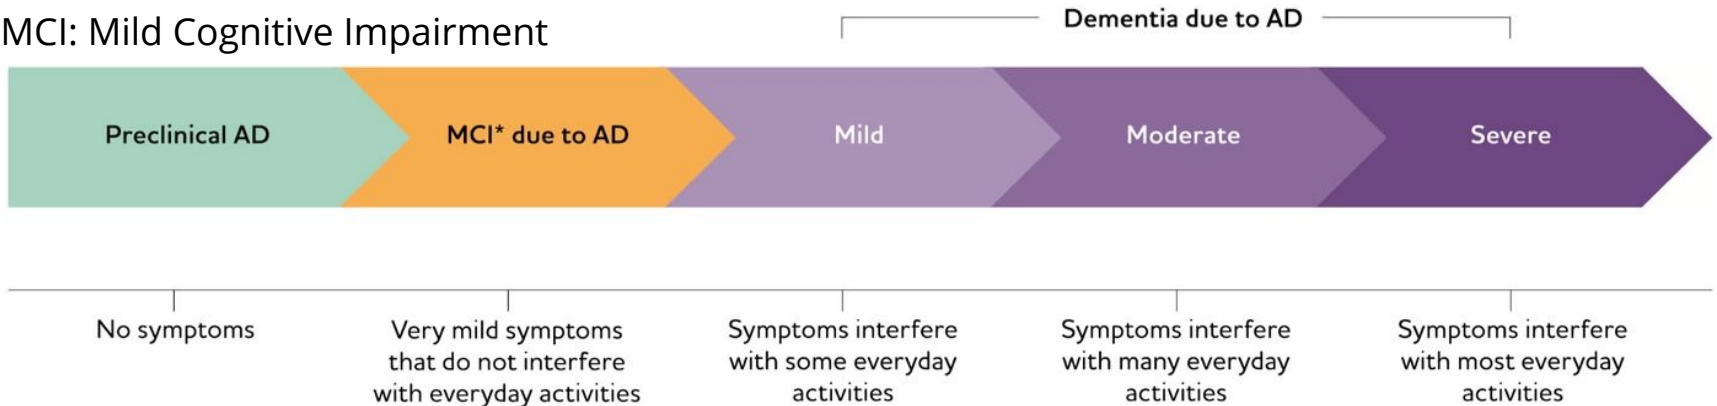 MCI: Mild Cognitive Impairment
Dementia due to AD
Preclinical AD
MCI* due to AD
Mild
Moderate
Severe
No symptoms
Very mild symptoms
that do not interfere
with everyday activities
Symptoms interfere
with some everyday
activities
Symptoms interfere
with many everyday
activities
Symptoms interfere
with most everyday
activities